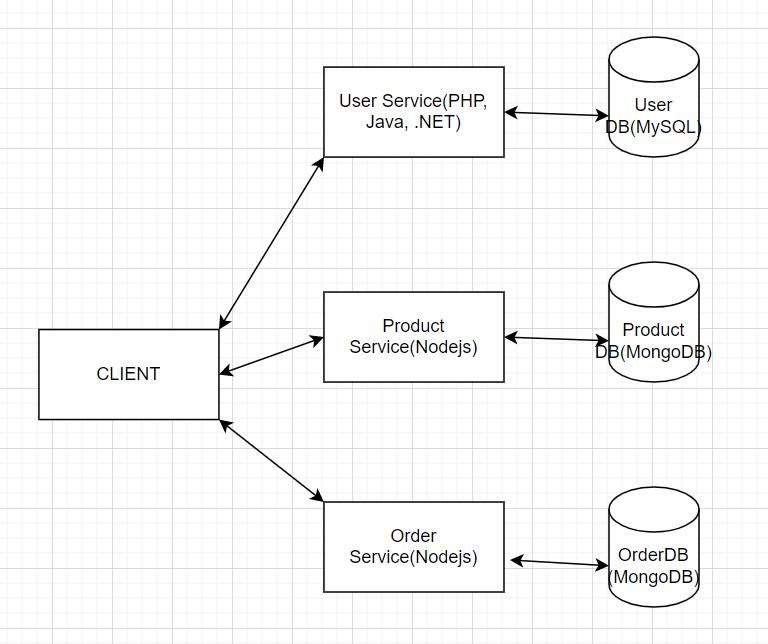 User Service(PHP,
Java, .NET)
User
DB(MySQL)
Product
Service(Nodejs)
Product
DB(MongoDB)
CLIENT
Order
Service(Nodejs)
OrderDB
(MongoDB)